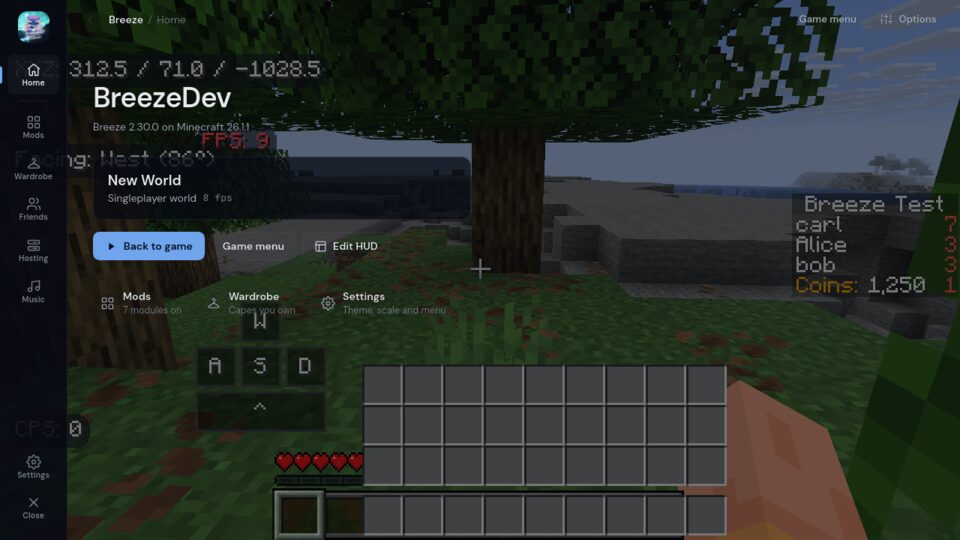 Breeze / Home
Game menu
Options
XYZ: 312.5 / 71.0 / -1028.5
Home
BreezeDev
Breeze 2.30.0 on Minecraft 26.1.1
FPS: 9
Facing: West (86°)
Mods
Wardrobe
Friends
Hosting
Music
New World
Singleplayer world 8 fps
Back to game
Game menu
Edit HUD
Mods
7 modules on
Wardrobe
Capes you own
Settings
Theme, scale and menu
Breeze Test
carl 7
Alice 3
bob 3
Coins: 1,250 1
W
A S D
^
CPS: 0
Settings
Close